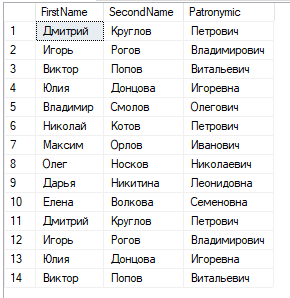 FirstName SecondName Patronymic
1 Дмитрий Круглов Петрович
2 Игорь Рогов Владимирович
3 Виктор Попов Витальевич
4 Юлия Донцова Игоревна
5 Владимир Смолов Олегович
6 Николай Котов Петрович
7 Максим Орлов Иванович
8 Олег Носков Николаевич
9 Дарья Никитина Леонидовна
10 Елена Волкова Семеновна
11 Дмитрий Круглов Петрович
12 Игорь Рогов Владимирович
13 Юлия Донцова Игоревна
14 Виктор Попов Витальевич